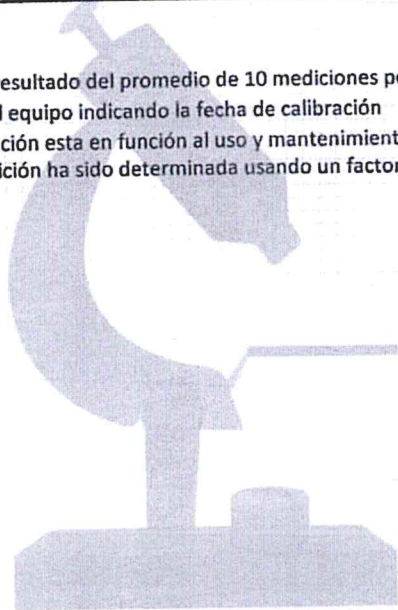 esultado del promedio de 10 mediciones p
l equipo indicando la fecha de calibración
ción esta en función al uso y mantenimient
ición ha sido determinada usando un factor